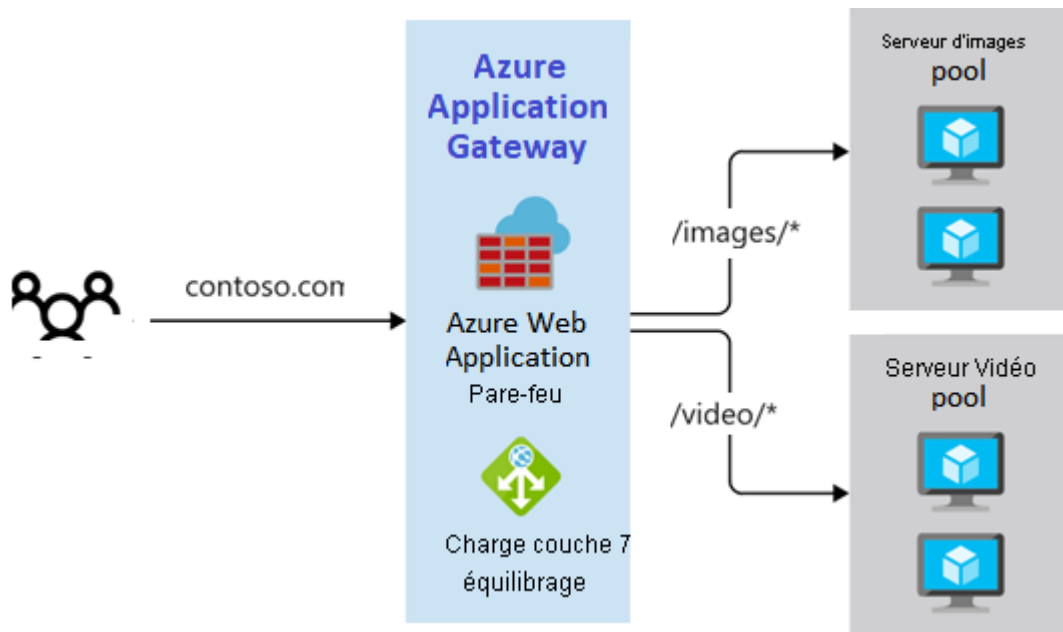 contoso.com
Azure
Application
Gateway
Azure Web
Application
Pare-feu
Charge couche 7
équilibrage
/images/*
/video/*
Serveur d'images
pool
Serveur Vidéo
pool